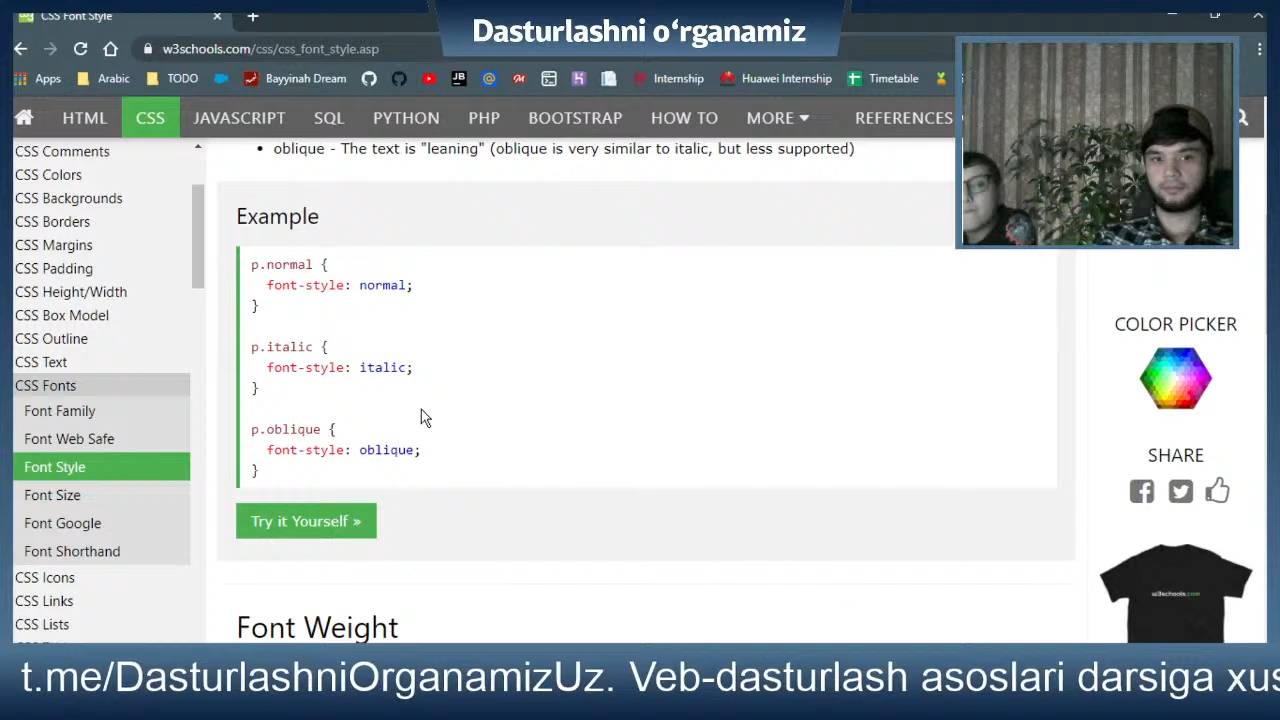 CSS Font Style
Dasturlashni oʻrganamiz
w3schools.com/css/css_font_style.asp
Apps
Arabic
TODO
Bayyinah Dream
JB
Internship
Huawei Internship
Timetable
HTML
CSS
JAVASCRIPT
SQL
PYTHON
PHP
BOOTSTRAP
HOW TO
MORE
REFERENCES
CSS Comments
CSS Colors
CSS Backgrounds
CSS Borders
CSS Margins
CSS Padding
CSS Height/Width
CSS Box Model
CSS Outline
CSS Text
CSS Fonts
Font Family
Font Web Safe
Font Style
Font Size
Font Google
Font Shorthand
CSS Icons
CSS Links
CSS Lists
• oblique - The text is "leaning" (oblique is very similar to italic, but less supported)
Example
p.normal {
font-style: normal;
}
p.italic {
font-style: italic;
}
p.oblique {
font-style: oblique;
}
Try it Yourself »
Font Weight
COLOR PICKER
SHARE
w3schools.com
t.me/DasturlashniOrganamizUz. Veb-dasturlash asoslari darsiga xus